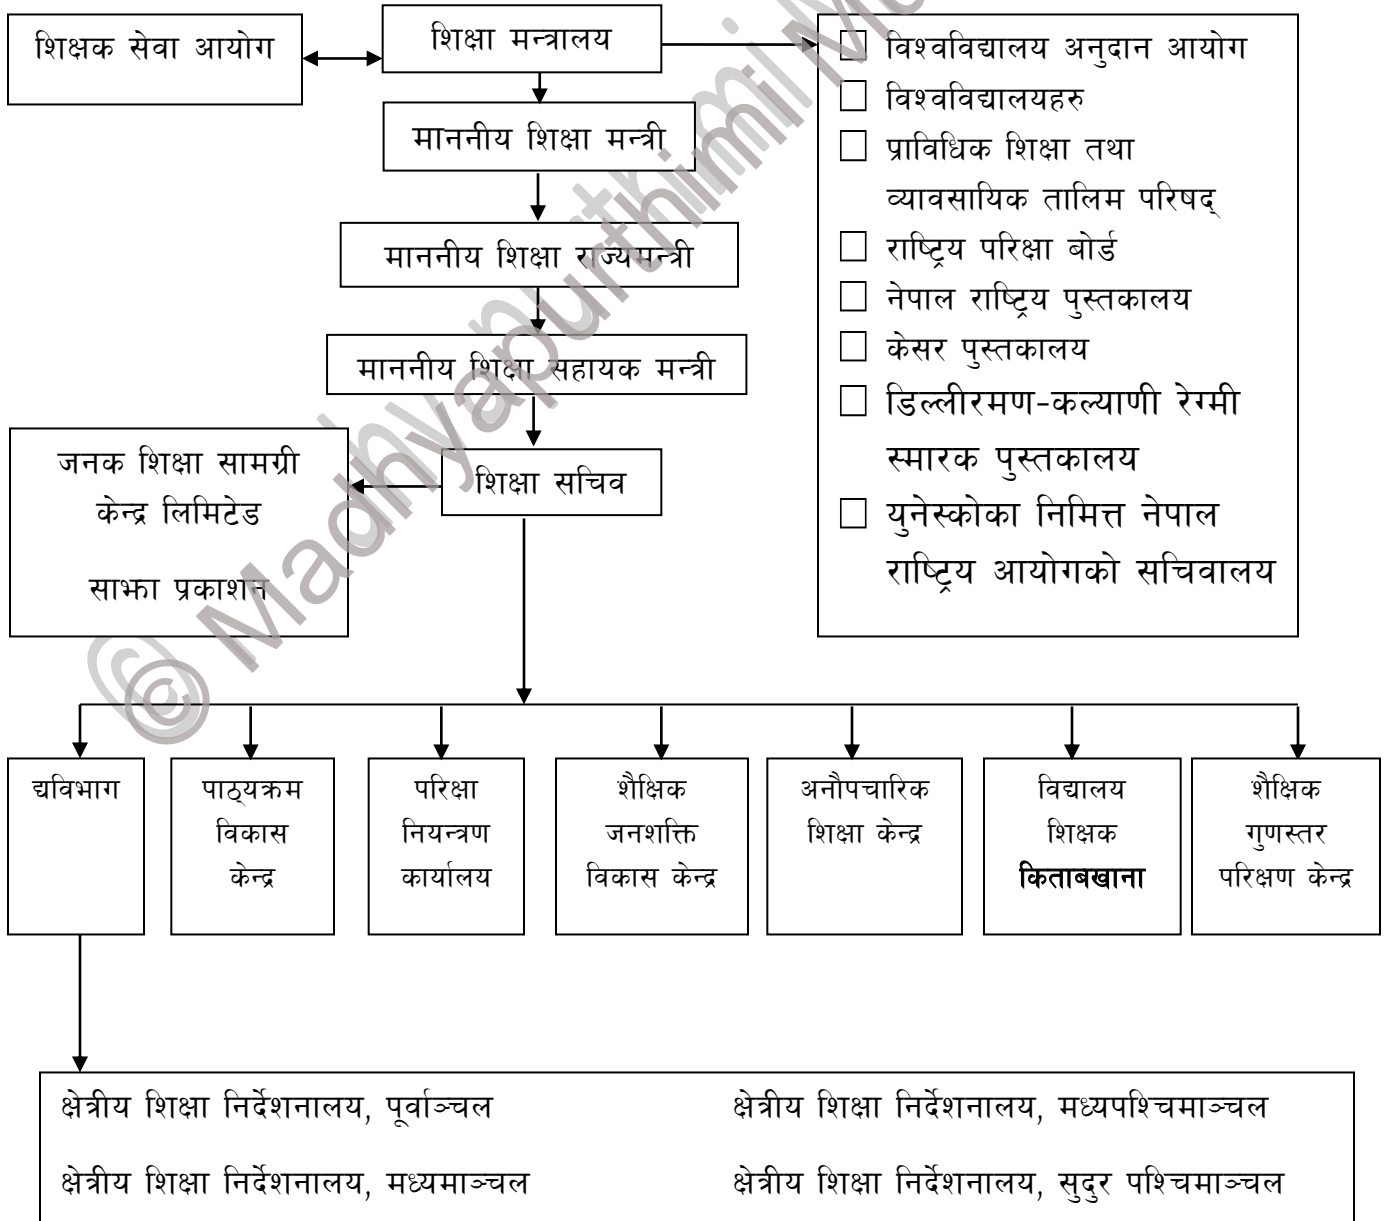 शिक्षक सेवा आयोग
शिक्षा मन्त्रालय
माननीय शिक्षा मन्त्री
माननीय शिक्षा राज्यमन्त्री
माननीय शिक्षा सहायक मन्त्री
शिक्षा सचिव
जनक शिक्षा सामग्री
केन्द्र लिमिटेड
साझा प्रकाशन
विश्वविद्यालय अनुदान आयोग
विश्वविद्यालयहरु
प्राविधिक शिक्षा तथा
व्यावसायिक तालिम परिषद्
राष्ट्रिय परिक्षा बोर्ड
नेपाल राष्ट्रिय पुस्तकालय
केसर पुस्तकालय
डिल्लीरमण-कल्याणी रेग्मी
स्मारक पुस्तकालय
युनेस्कोका निमित्त नेपाल
राष्ट्रिय आयोगको सचिवालय
द्यविभाग
पाठ्यक्रम
विकास
केन्द्र
परिक्षा
नियन्त्रण
कार्यालय
शैक्षिक
जनशक्ति
विकास केन्द्र
अनौपचारिक
शिक्षा केन्द्र
विद्यालय
शिक्षक
किताबखाना
शैक्षिक
गुणस्तर
परिक्षण केन्द्र
क्षेत्रीय शिक्षा निर्देशनालय, पूर्वाञ्चल
क्षेत्रीय शिक्षा निर्देशनालय, मध्यपश्चिमाञ्चल
क्षेत्रीय शिक्षा निर्देशनालय, मध्यमाञ्चल
क्षेत्रीय शिक्षा निर्देशनालय, सुदुर पश्चिमाञ्चल
© Madhyapurthimi